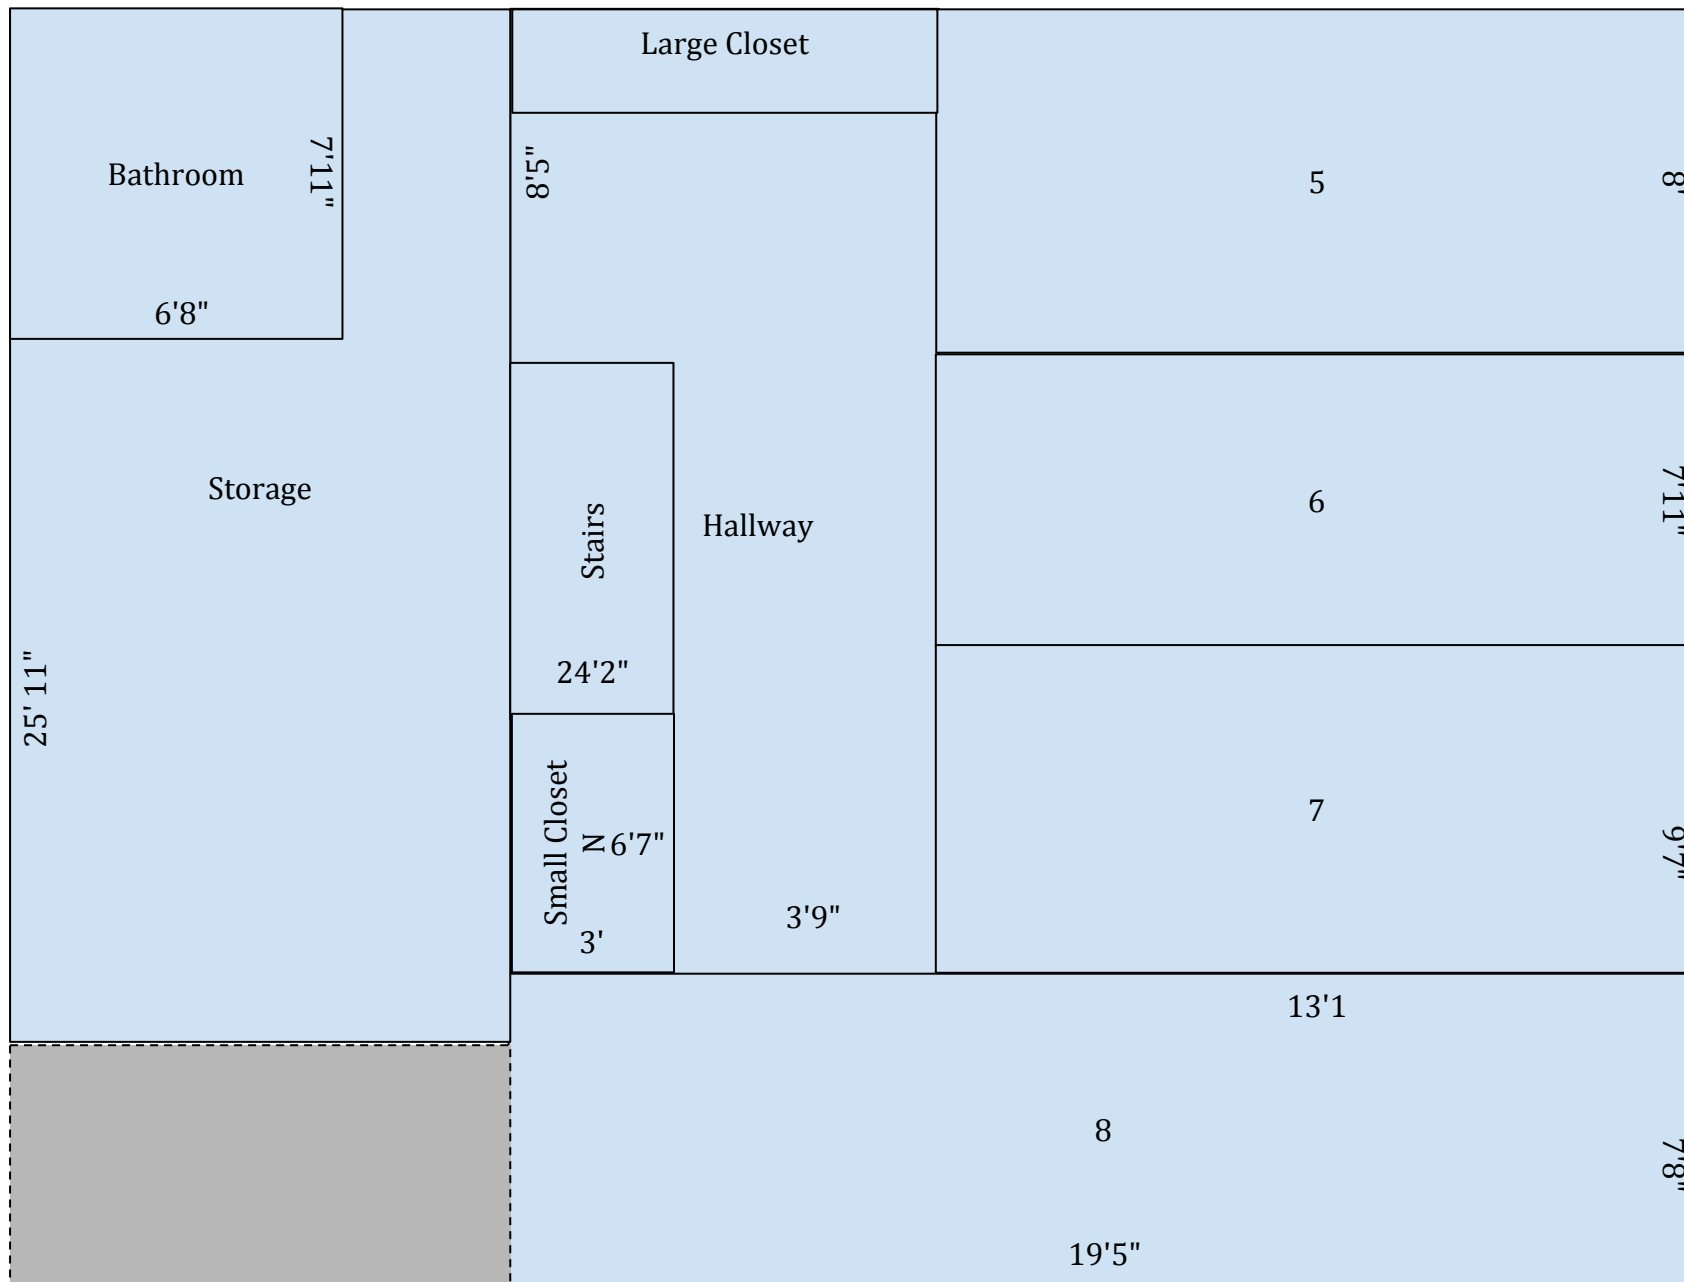 Large Closet
Bathroom
7'11"
8'5"
5
8'
6'8"
Storage
Stairs
Hallway
6
7'11"
24'2"
25' 11"
Small Closet
N
6'7"
7
9'7"
3'
3'9"
13'1
8
7'8"
19'5"